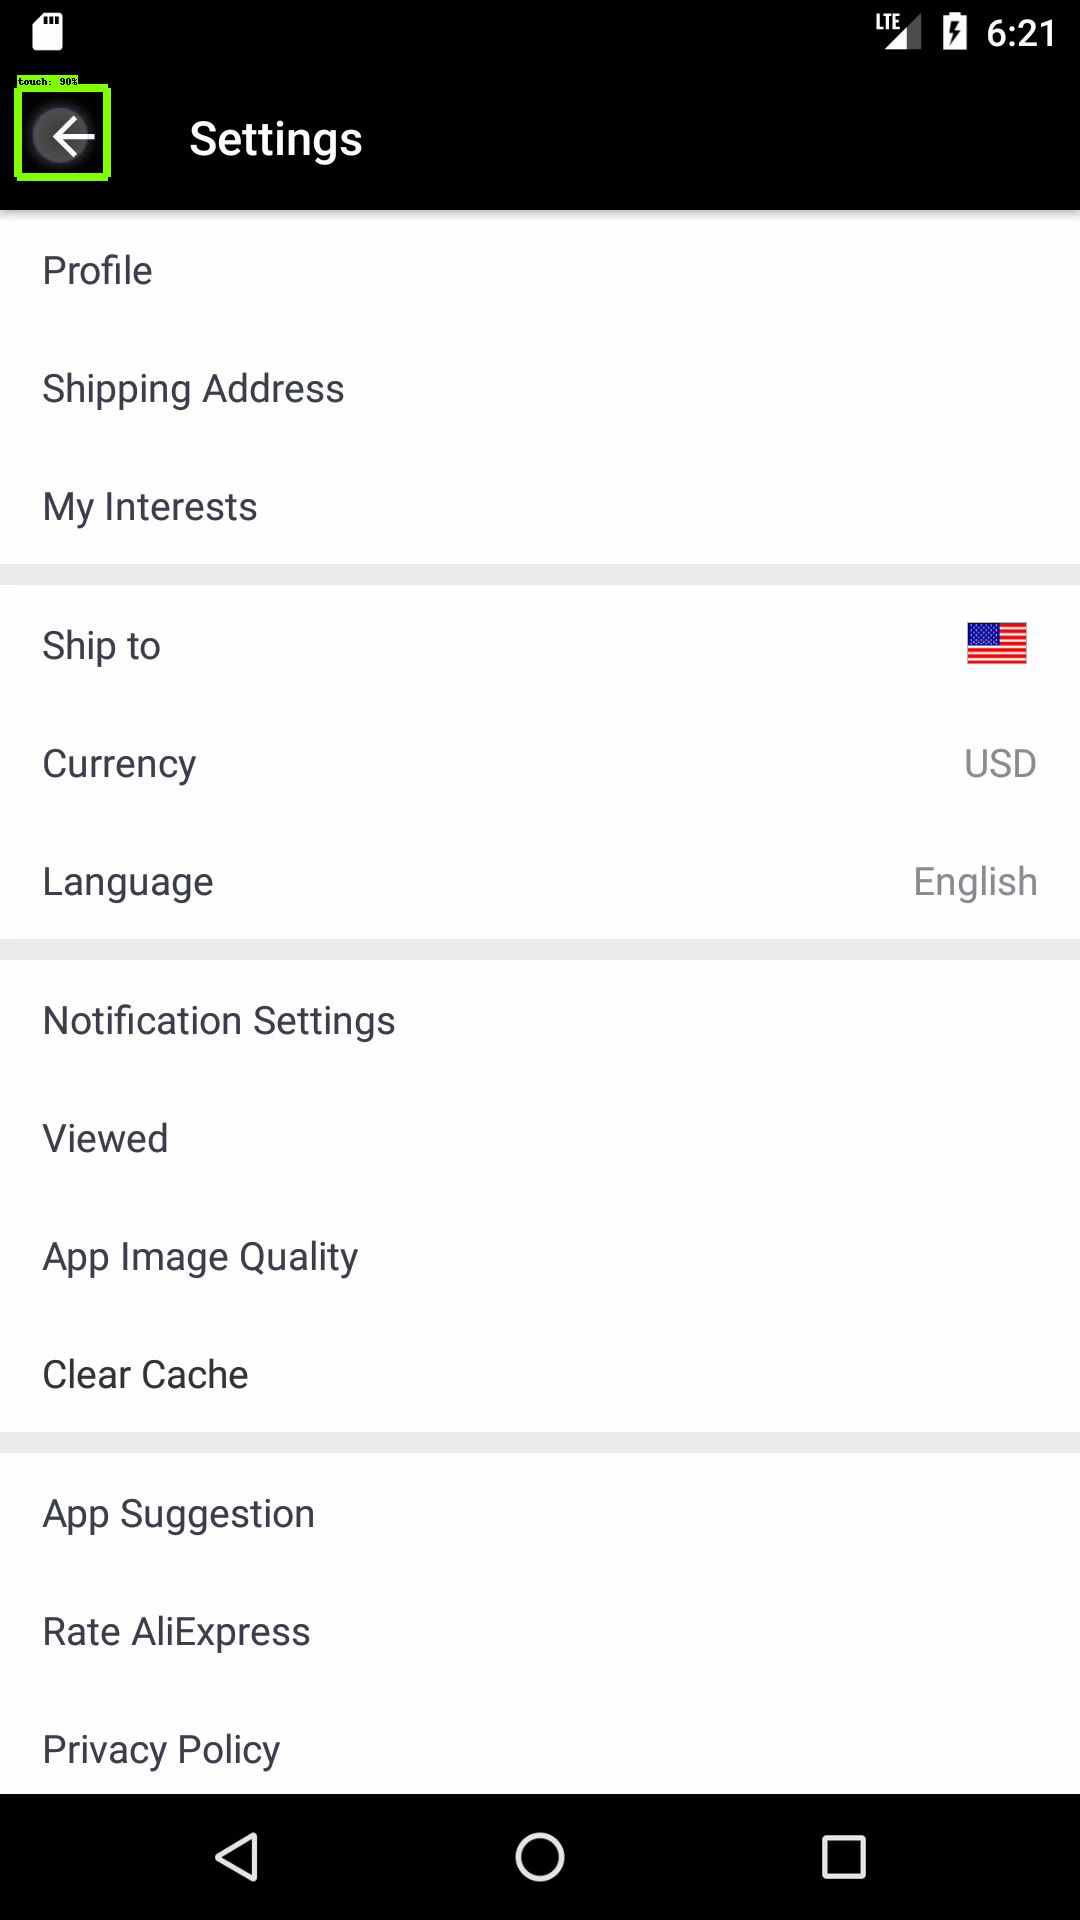 LTE 6:21
touch: 90%
Settings
Profile
Shipping Address
My Interests
Ship to
Currency USD
Language English
Notification Settings
Viewed
App Image Quality
Clear Cache
App Suggestion
Rate AliExpress
Privacy Policy